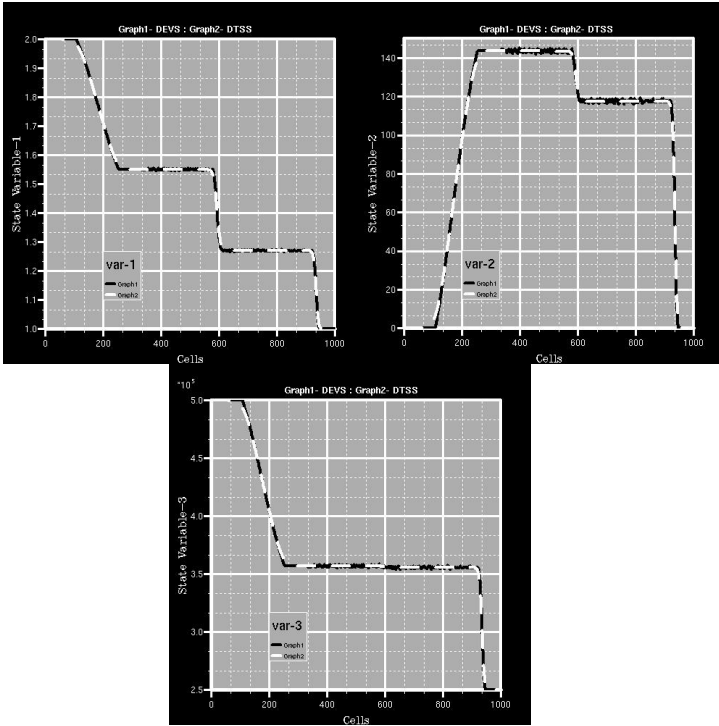 Graph1- DEVS : Graph2- DTSS
2.0
1.9
1.8
1.7
1.6
1.5
1.4
1.3
1.2
1.1
1.0
State Variable-1
var-1
Graph1
Graph2
0 200 400 600 800 1000
Cells
Graph1- DEVS : Graph2- DTSS
140
120
100
80
60
40
20
0
State Variable-2
var-2
Graph1
Graph2
0 200 400 600 800 1000
Cells
*10^5
Graph1- DEVS : Graph2- DTSS
5.0
4.5
4.0
3.5
3.0
2.5
State Variable-3
var-3
Graph1
Graph2
0 200 400 600 800 1000
Cells